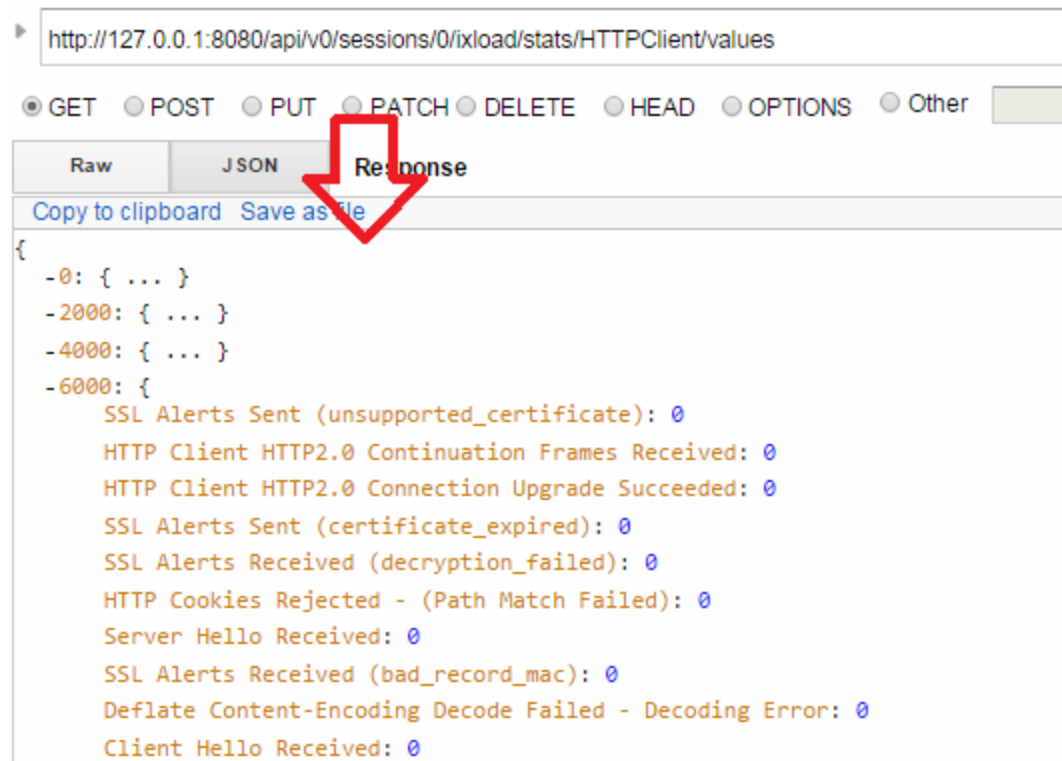 http://127.0.0.1:8080/api/v0/sessions/0/ixload/stats/HTTPClient/values
GET POST PUT PATCH DELETE HEAD OPTIONS Other
Raw JSON Response
Copy to clipboard Save as file
{
-0: { ... }
-2000: { ... }
-4000: { ... }
-6000: {
SSL Alerts Sent (unsupported_certificate): 0
HTTP Client HTTP2.0 Continuation Frames Received: 0
HTTP Client HTTP2.0 Connection Upgrade Succeeded: 0
SSL Alerts Sent (certificate_expired): 0
SSL Alerts Received (decryption_failed): 0
HTTP Cookies Rejected - (Path Match Failed): 0
Server Hello Received: 0
SSL Alerts Received (bad_record_mac): 0
Deflate Content-Encoding Decode Failed - Decoding Error: 0
Client Hello Received: 0